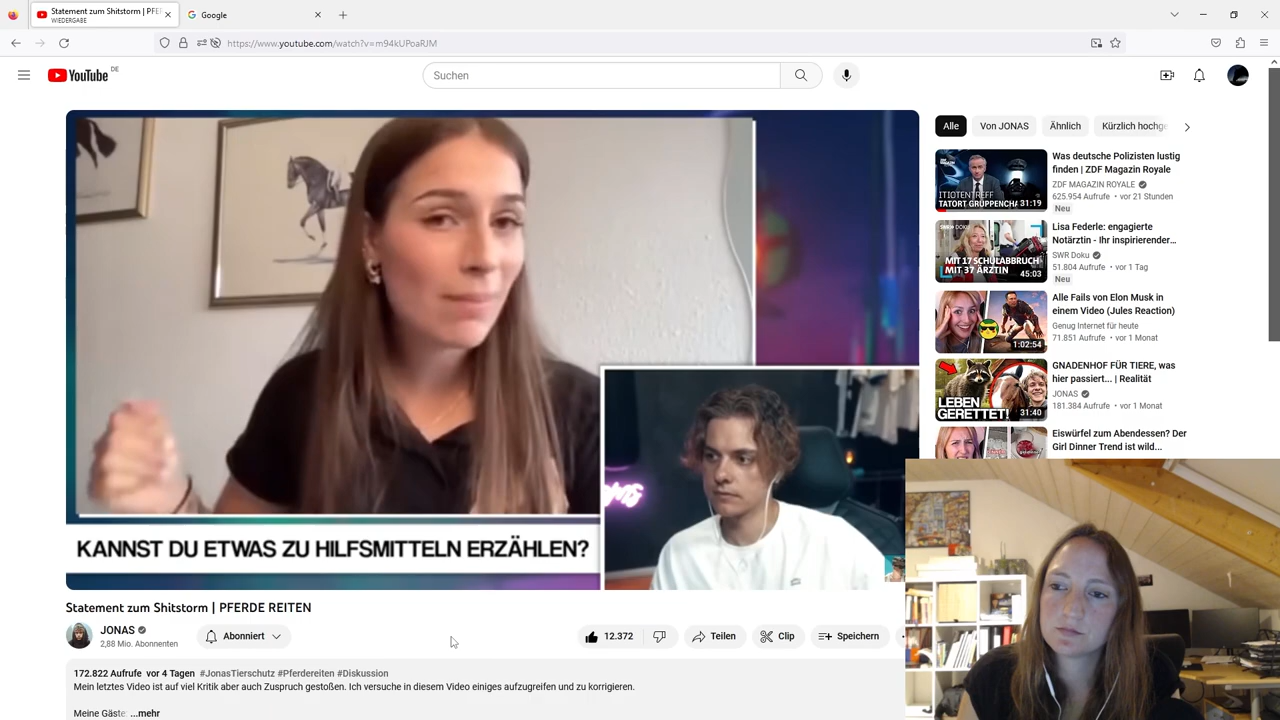 Statement zum Shitstorm | PFE
WIEDERGABE
Google
https://www.youtube.com/watch?v=m94kUPoaRJM
YouTube DE
Suchen
Alle
Von JONAS
Ähnlich
Kürzlich hochge
Was deutsche Polizisten lustig
finden | ZDF Magazin Royale
ZDF MAGAZIN ROYALE
625.954 Aufrufe • vor 21 Stunden
Neu
ITIOTENTREFF
TATORT GRUPPENCHA
31:19
Lisa Federle: engagierte
Notärztin - Ihr inspirierender...
SWR Doku
51.804 Aufrufe • vor 1 Tag
Neu
MIT 17 SCHULABBRUCH
MIT 37 ÄRZTIN
45:03
Alle Fails von Elon Musk in
einem Video (Jules Reaction)
Genug Internet für heute
71.851 Aufrufe • vor 1 Monat
1:02:54
GNADENHOF FÜR TIERE, was
hier passiert... | Realität
JONAS
181.384 Aufrufe • vor 1 Monat
LEBEN
GERETTET!
31:40
Eiswürfel zum Abendessen? Der
Girl Dinner Trend ist wild...
KANNST DU ETWAS ZU HILFSMITTELN ERZÄHLEN?
Statement zum Shitstorm | PFERDE REITEN
JONAS
2,88 Mio. Abonnenten
Abonniert
12.372
Teilen
Clip
Speichern
172.822 Aufrufe vor 4 Tagen #JonasTierschutz #Pferdereiten #Diskussion
Mein letztes Video ist auf viel Kritik aber auch Zuspruch gestoßen. Ich versuche in diesem Video einiges aufzugreifen und zu korrigieren.
Meine Gäste: ...mehr